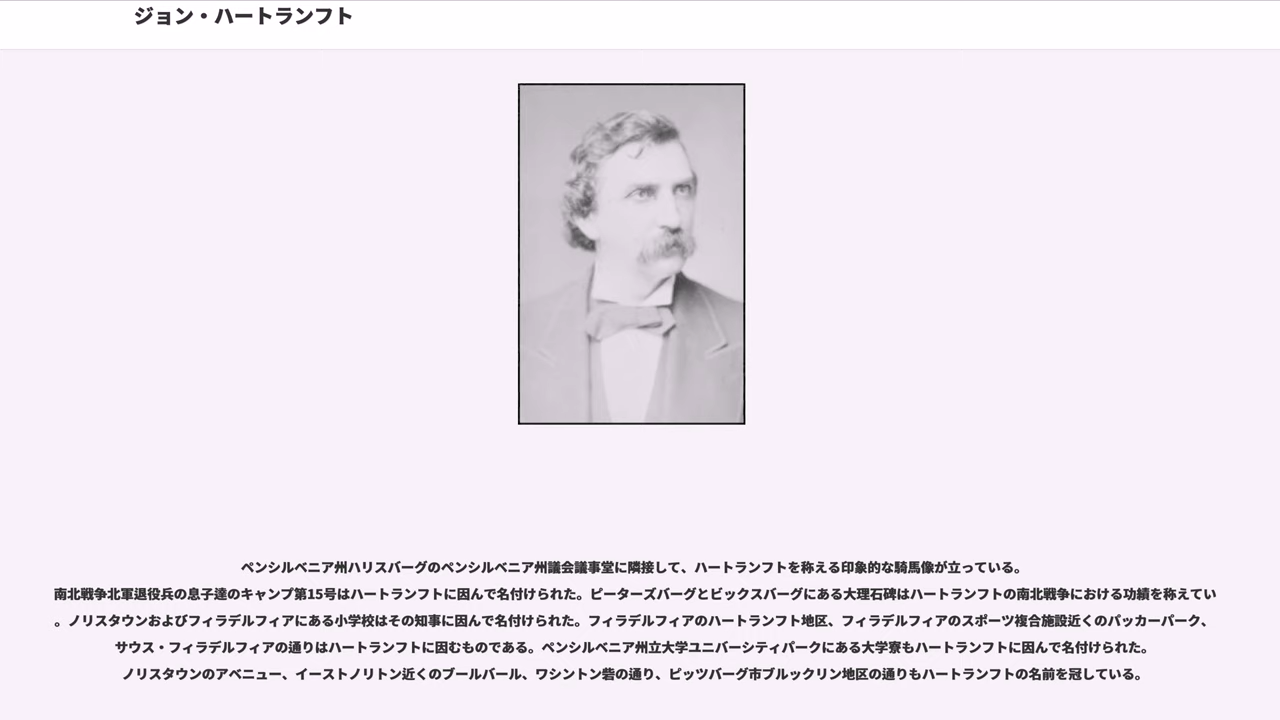 ジョン・ハートランフト
ペンシルベニア州ハリスバーグのペンシルベニア州議会議事堂に隣接して、ハートランフトを称える印象的な騎馬像が立っている。
南北戦争北軍退役兵の息子達のキャンプ第15号はハートランフトに因んで名付けられた。ピーターズバーグとビックスバーグにある大理石碑はハートランフトの南北戦争における功績を称えてい
。ノリスタウンおよびフィラデルフィアにある小学校はその知事に因んで名付けられた。フィラデルフィアのハートランフト地区、フィラデルフィアのスポーツ複合施設近くのパッカーパーク、
サウス・フィラデルフィアの通りはハートランフトに因むものである。ペンシルベニア州立大学ユニバーシティパークにある大学寮もハートランフトに因んで名付けられた。
ノリスタウンのアベニュー、イーストノリトン近くのブールバール、ワシントン砦の通り、ピッツバーグ市ブルックリン地区の通りもハートランフトの名前を冠している。